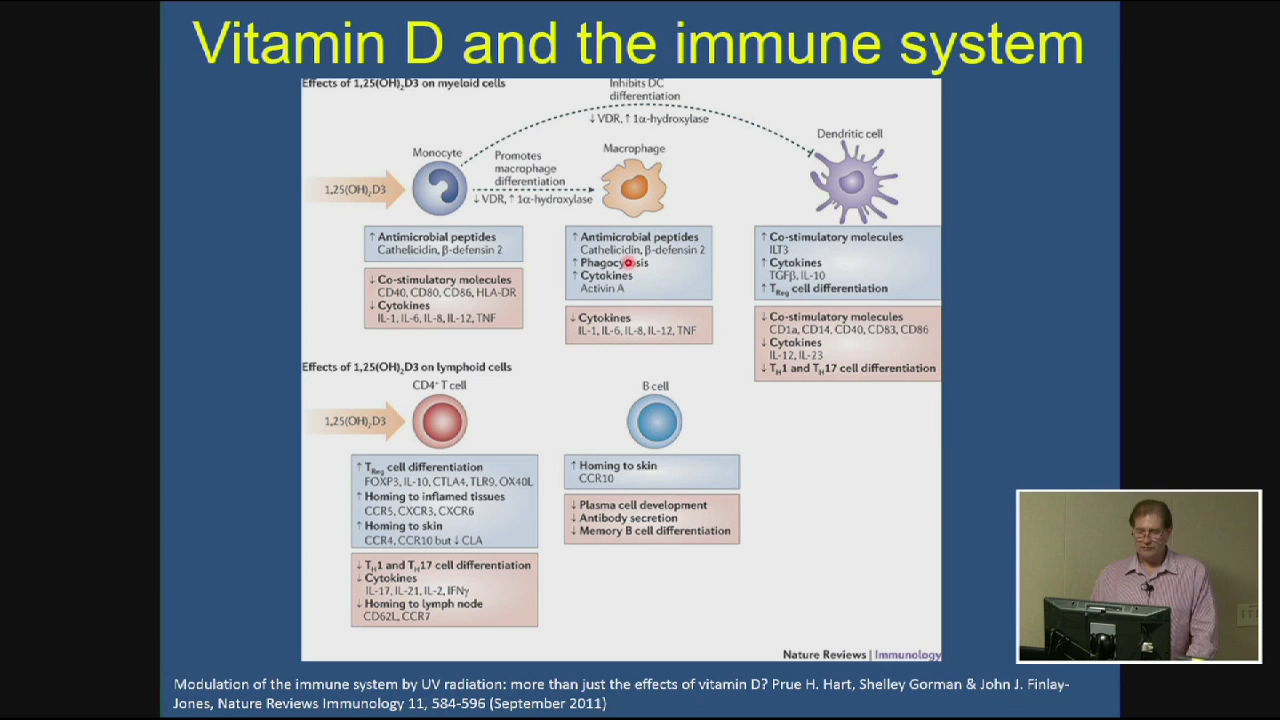 Vitamin D and the immune system
Effects of 1,25(OH)₂D3 on myeloid cells
Inhibits DC
differentiation
↓VDR, ↑ 1α-hydroxylase
Dendritic cell
Monocyte
Promotes
macrophage
differentiation
↓ VDR, ↑ 1α-hydroxylase
Macrophage
1,25(OH)₂D3
↑ Antimicrobial peptides
Cathelicidin, β-defensin 2
↓ Co-stimulatory molecules
CD40, CD80, CD86, HLA-DR
↓ Cytokines
IL-1, IL-6, IL-8, IL-12, TNF
↑ Antimicrobial peptides
Cathelicidin, β-defensin 2
↑ Phagocytosis
↑ Cytokines
Activin A
↓ Cytokines
IL-1, IL-6, IL-8, IL-12, TNF
↑ Co-stimulatory molecules
ILT3
↑ Cytokines
TGFβ, IL-10
↑ TReg cell differentiation
↓ Co-stimulatory molecules
CD1a, CD14, CD40, CD83, CD86
↓ Cytokines
IL-12, IL-23
↓ TH1 and TH17 cell differentiation
Effects of 1,25(OH)₂D3 on lymphoid cells
CD4⁺ T cell
1,25(OH)₂D3
↑ TReg cell differentiation
FOXP3, IL-10, CTLA4, TLR9, OX40L
↑ Homing to inflamed tissues
CCR5, CXCR3, CXCR6
↑ Homing to skin
CCR4, CCR10 but ↓ CLA
↓ TH1 and TH17 cell differentiation
↓ Cytokines
IL-17, IL-21, IL-2, IFNγ
↓ Homing to lymph node
CD62L, CCR7
B cell
↑ Homing to skin
CCR10
↓ Plasma cell development
↓ Antibody secretion
↓ Memory B cell differentiation
Nature Reviews | Immunology
Modulation of the immune system by UV radiation: more than just the effects of vitamin D? Prue H. Hart, Shelley Gorman & John J. Finlay-
Jones, Nature Reviews Immunology 11, 584-596 (September 2011)